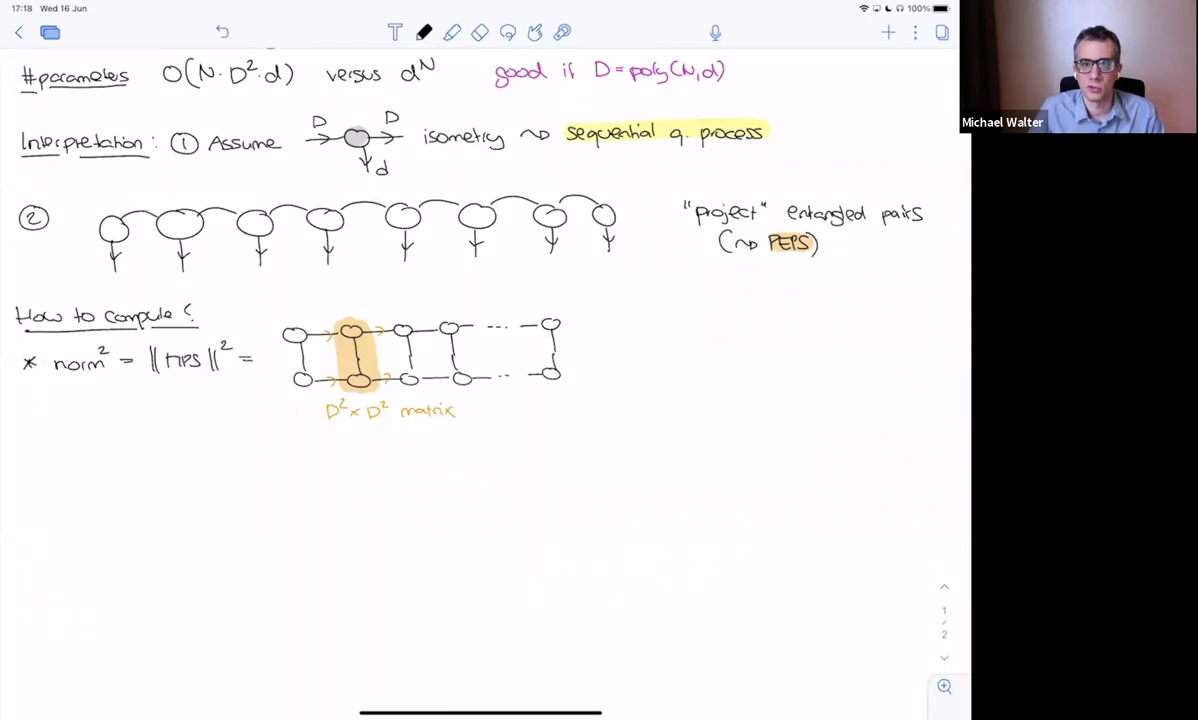 17:18 Wed 16 Jun
100%
#parameters O(N·D²·d) versus d^N good if D=poly(N,d)
Interpretation: ① Assume D D d isometry ⇝ sequential q. process
② "project" entangled pairs
(⇝ PEPS)
How to compute?
* norm² = ||MPS||² = ... ...
D² × D² matrix
Michael Walter
1
/
2